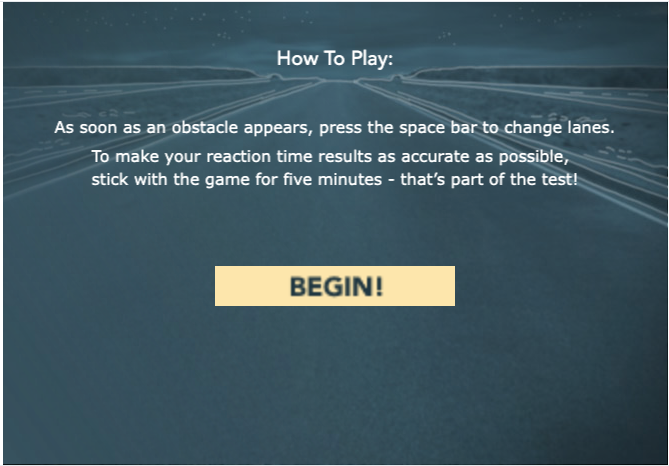 How To Play:
As soon as an obstacle appears, press the space bar to change lanes.
To make your reaction time results as accurate as possible,
stick with the game for five minutes - that's part of the test!
BEGIN!